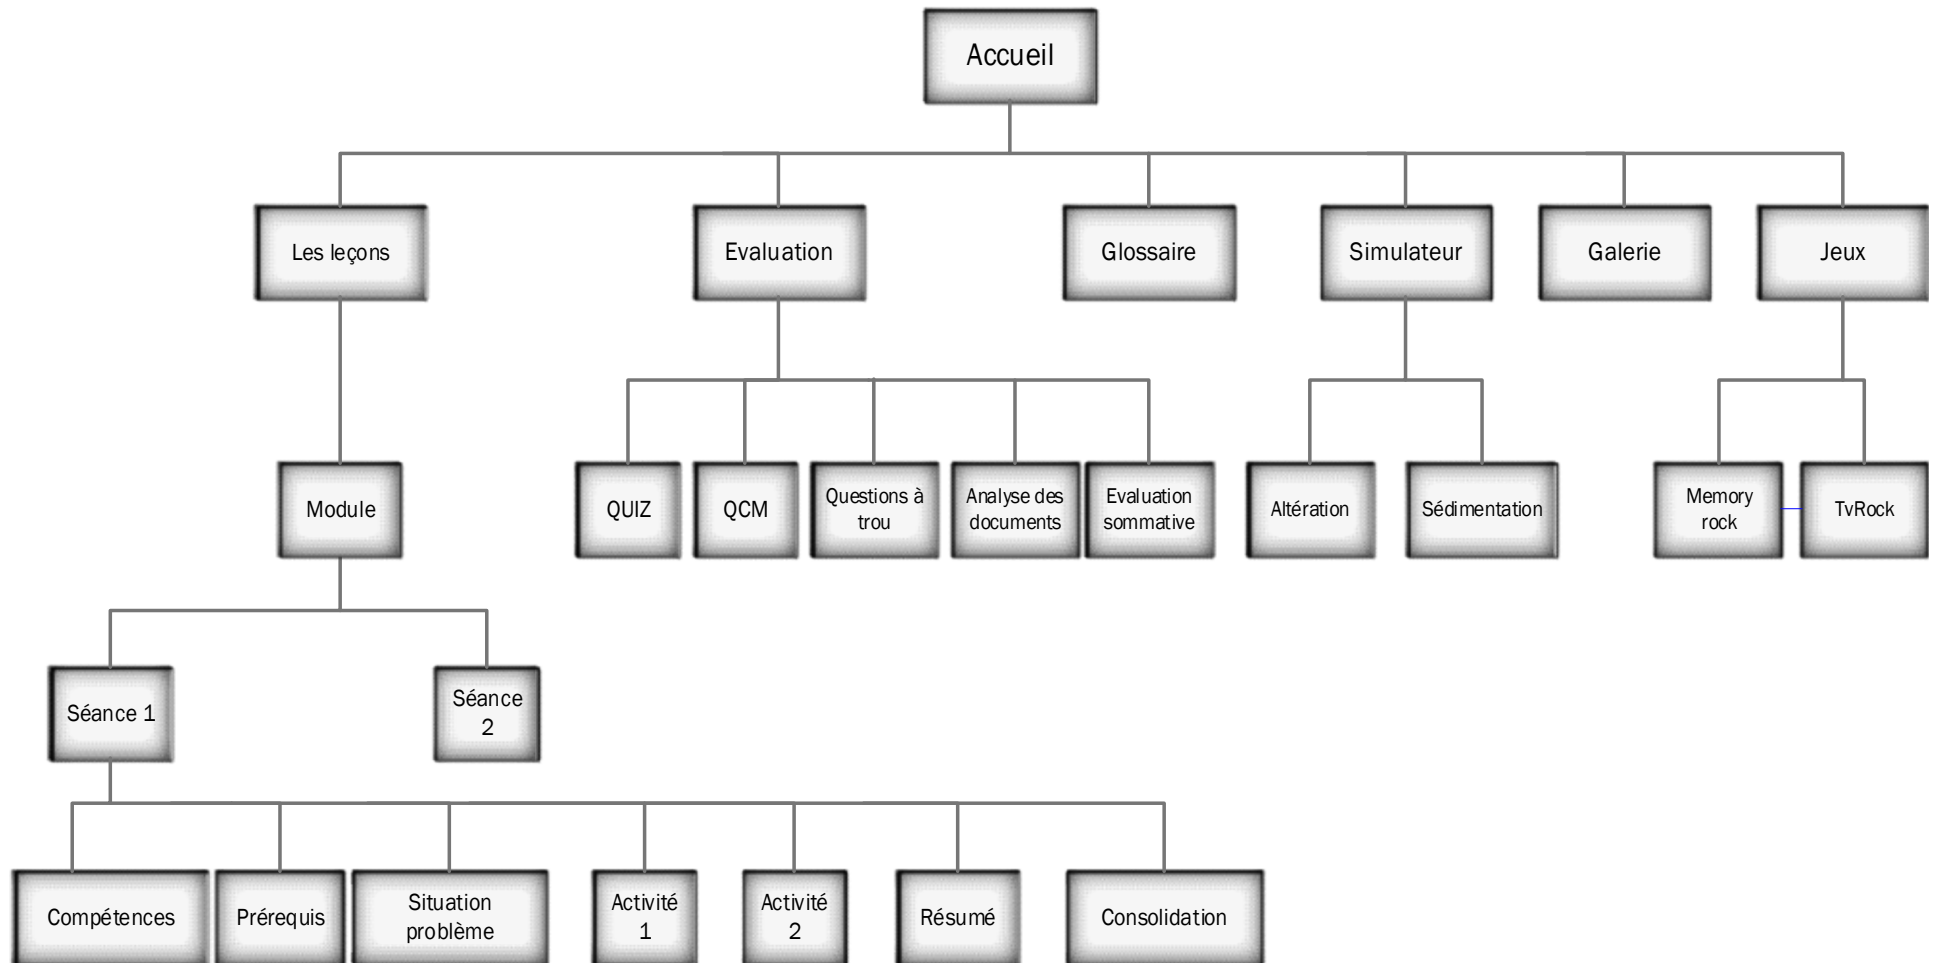 Accueil
Les leçons
Evaluation
Glossaire
Simulateur
Galerie
Jeux
Module
QUIZ
QCM
Questions à
trou
Analyse des
documents
Evaluation
sommative
Altération
Sédimentation
Memory
rock
TvRock
Séance 1
Séance
2
Compétences
Prérequis
Situation
problème
Activité
1
Activité
2
Résumé
Consolidation